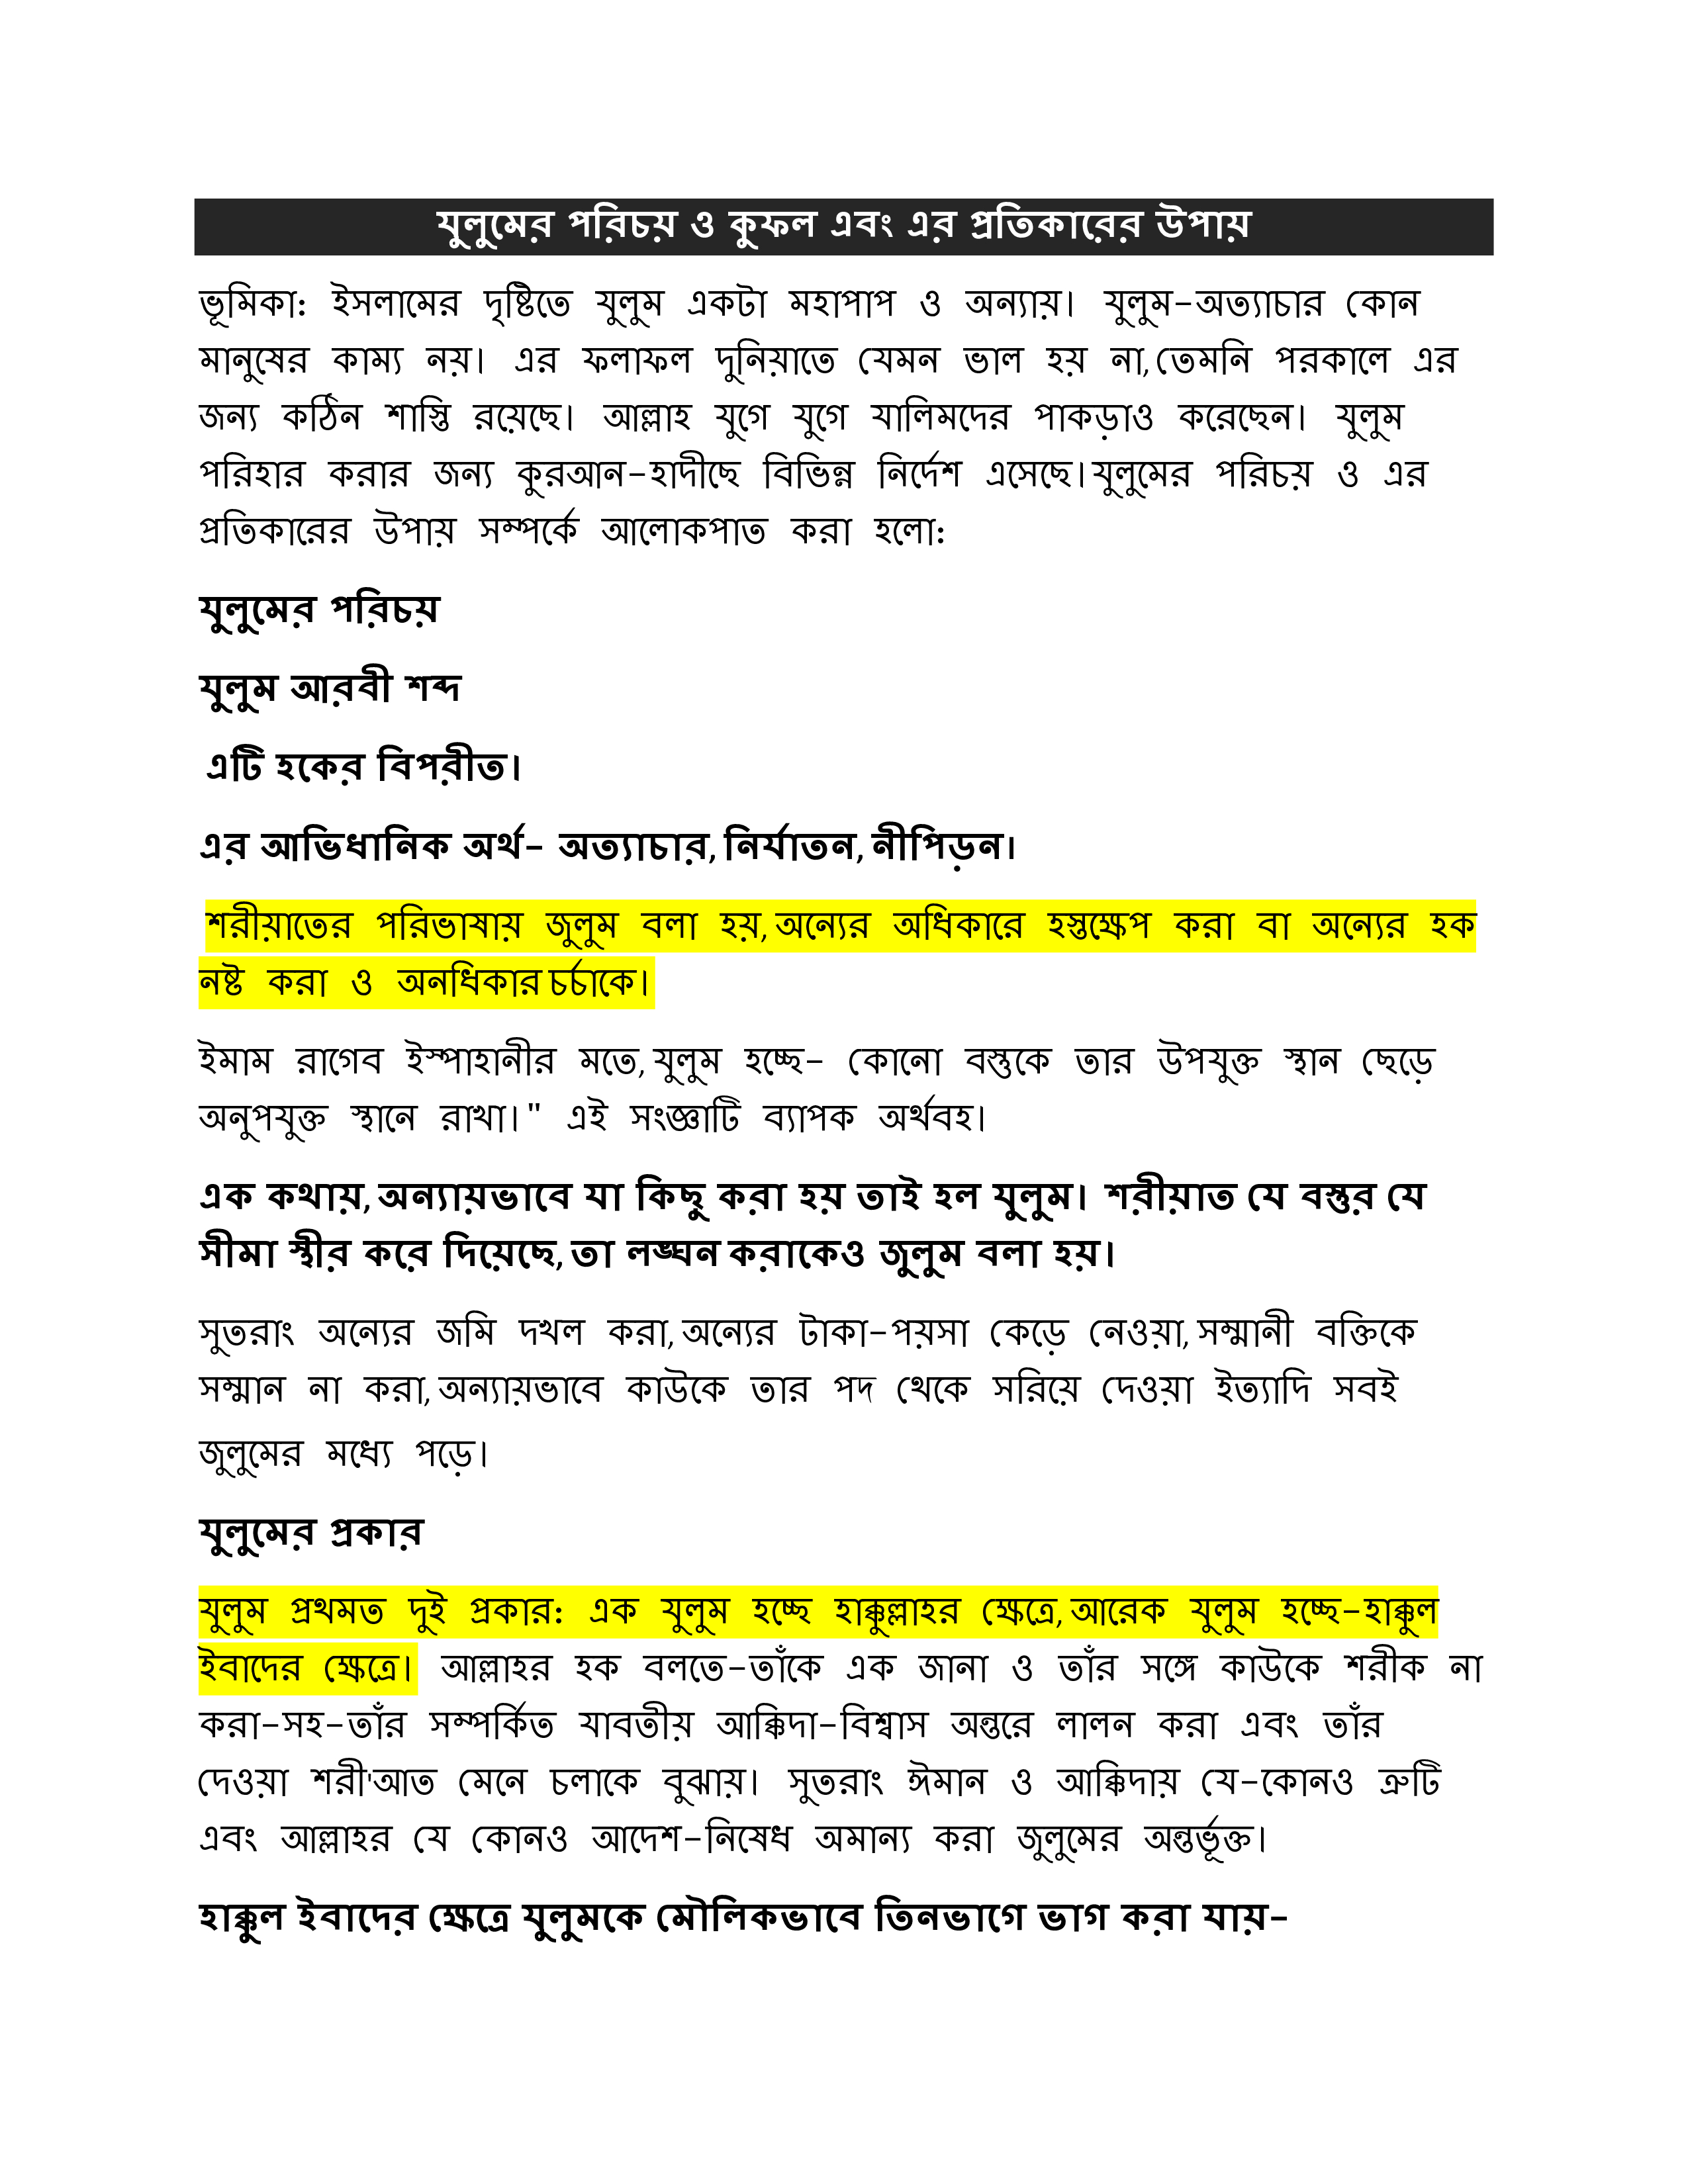 যুলুমের পরিচয় ও কুফল এবং এর প্রতিকারের উপায়
ভূমিকা: ইসলামের দৃষ্টিতে যুলুম একটা মহাপাপ ও অন্যায়। যুলুম-অত্যাচার কোন
মানুষের কাম্য নয়। এর ফলাফল দুনিয়াতে যেমন ভাল হয় না, তেমনি পরকালে এর
জন্য কঠিন শাস্তি রয়েছে। আল্লাহ যুগে যুগে যালিমদের পাকড়াও করেছেন। যুলুম
পরিহার করার জন্য কুরআন-হাদীছে বিভিন্ন নির্দেশ এসেছে। যুলুমের পরিচয় ও এর
প্রতিকারের উপায় সম্পর্কে আলোকপাত করা হলো:
যুলুমের পরিচয়
যুলুম আরবী শব্দ
এটি হকের বিপরীত।
এর আভিধানিক অর্থ- অত্যাচার, নির্যাতন, নীপিড়ন।
শরীয়াতের পরিভাষায় জুলুম বলা হয়, অন্যের অধিকারে হস্তক্ষেপ করা বা অন্যের হক
নষ্ট করা ও অনধিকার চর্চাকে।
ইমাম রাগেব ইস্পাহানীর মতে, যুলুম হচ্ছে- কোনো বস্তুকে তার উপযুক্ত স্থান ছেড়ে
অনুপযুক্ত স্থানে রাখা।" এই সংজ্ঞাটি ব্যাপক অর্থবহ।
এক কথায়, অন্যায়ভাবে যা কিছু করা হয় তাই হল যুলুম। শরীয়াত যে বস্তুর যে
সীমা স্থীর করে দিয়েছে, তা লঙ্ঘন করাকেও জুলুম বলা হয়।
সুতরাং অন্যের জমি দখল করা, অন্যের টাকা-পয়সা কেড়ে নেওয়া, সম্মানী বক্তিকে
সম্মান না করা, অন্যায়ভাবে কাউকে তার পদ থেকে সরিয়ে দেওয়া ইত্যাদি সবই
জুলুমের মধ্যে পড়ে।
যুলুমের প্রকার
যুলুম প্রথমত দুই প্রকার: এক যুলুম হচ্ছে হাক্কুল্লাহর ক্ষেত্রে, আরেক যুলুম হচ্ছে-হাক্কুল
ইবাদের ক্ষেত্রে। আল্লাহর হক বলতে-তাঁকে এক জানা ও তাঁর সঙ্গে কাউকে শরীক না
করা-সহ-তাঁর সম্পর্কিত যাবতীয় আক্কিদা-বিশ্বাস অন্তরে লালন করা এবং তাঁর
দেওয়া শরী'আত মেনে চলাকে বুঝায়। সুতরাং ঈমান ও আক্কিদায় যে-কোনও ত্রুটি
এবং আল্লাহর যে কোনও আদেশ-নিষেধ অমান্য করা জুলুমের অন্তর্ভূক্ত।
হাক্কুল ইবাদের ক্ষেত্রে যুলুমকে মৌলিকভাবে তিনভাগে ভাগ করা যায়-